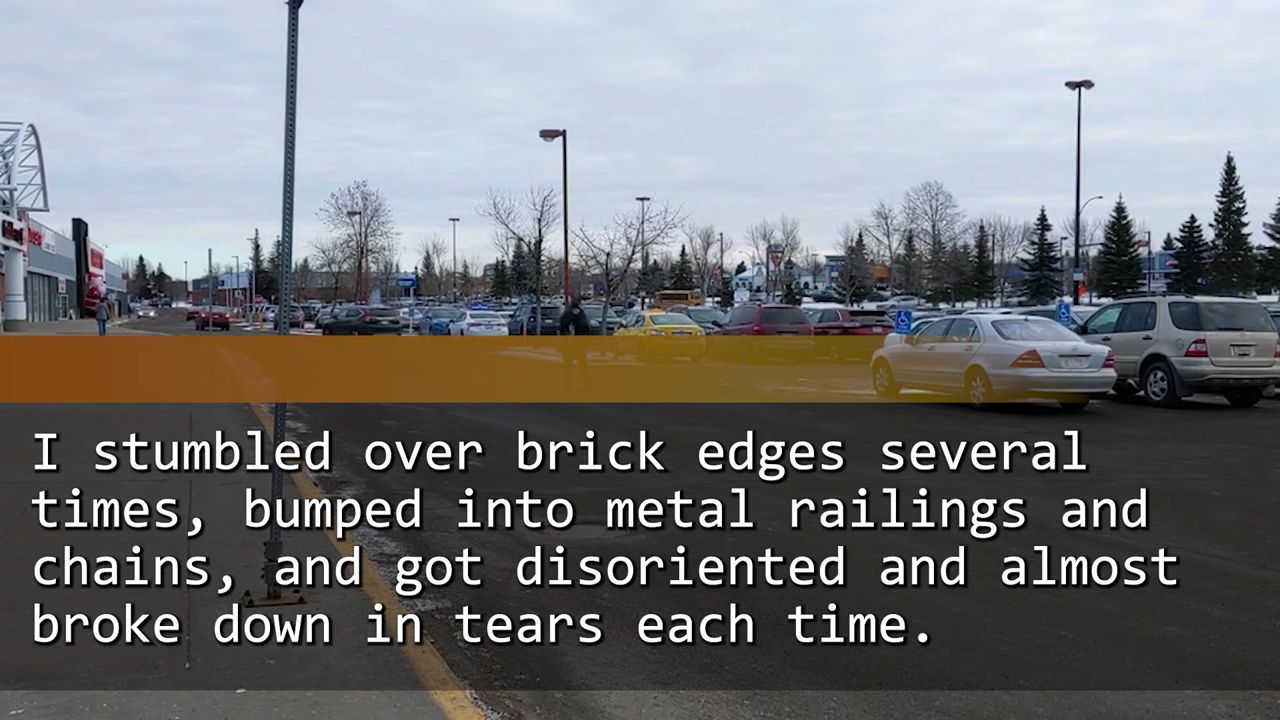 I stumbled over brick edges several
times, bumped into metal railings and
chains, and got disoriented and almost
broke down in tears each time.